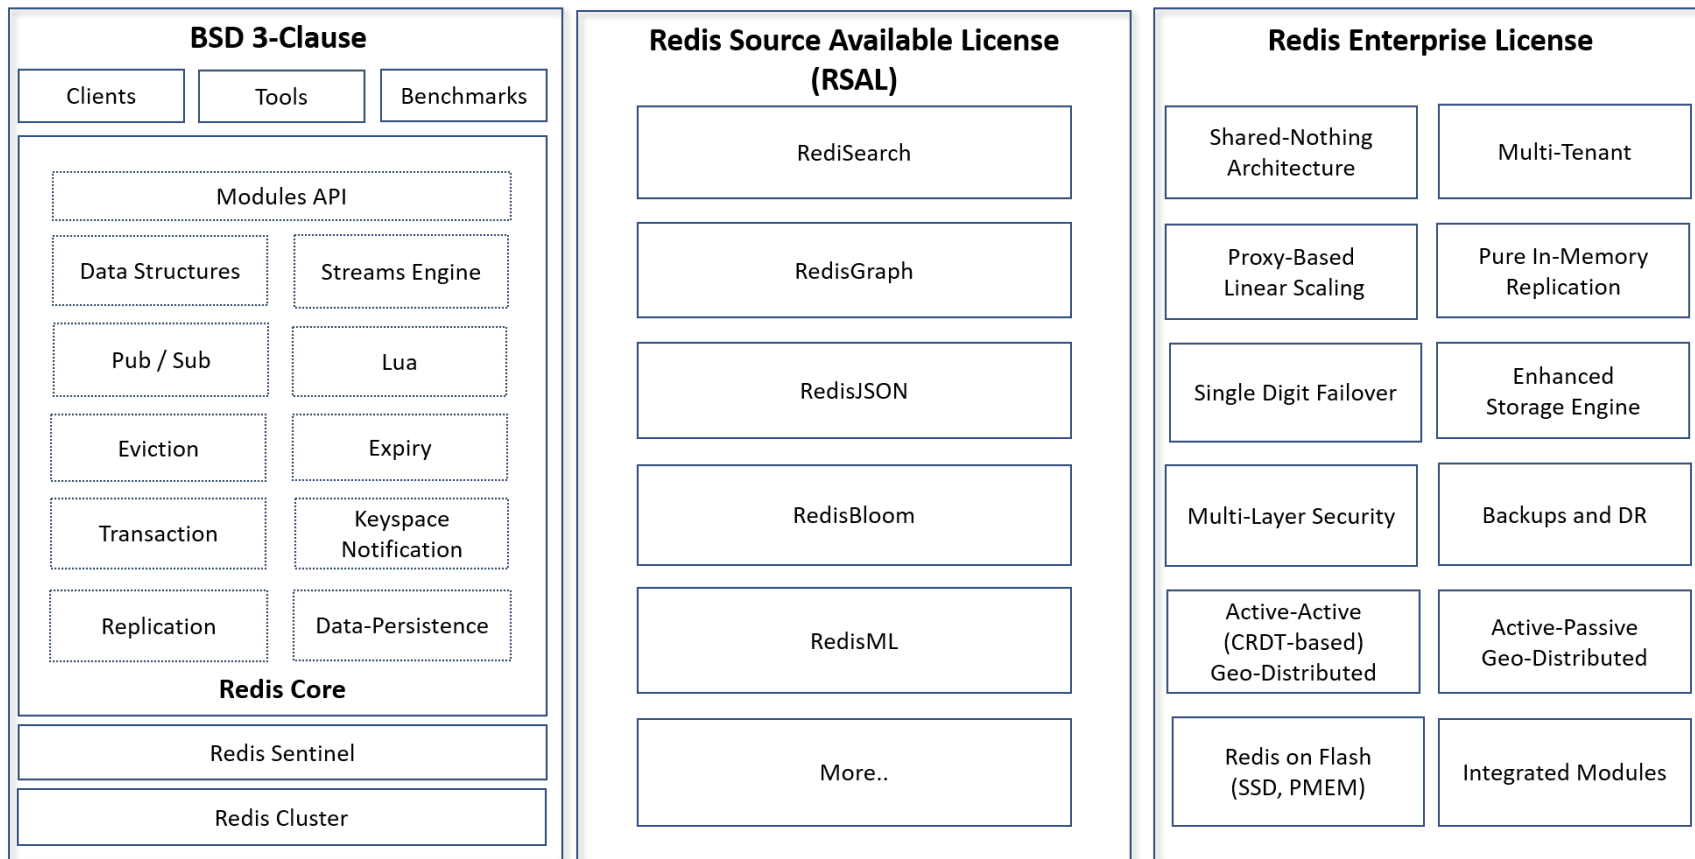 BSD 3-Clause
Clients
Tools
Benchmarks
Modules API
Data Structures
Streams Engine
Pub / Sub
Lua
Eviction
Expiry
Transaction
Keyspace
Notification
Replication
Data-Persistence
Redis Core
Redis Sentinel
Redis Cluster
Redis Source Available License
(RSAL)
RediSearch
RedisGraph
RedisJSON
RedisBloom
RedisML
More..
Redis Enterprise License
Shared-Nothing
Architecture
Multi-Tenant
Proxy-Based
Linear Scaling
Pure In-Memory
Replication
Single Digit Failover
Enhanced
Storage Engine
Multi-Layer Security
Backups and DR
Active-Active
(CRDT-based)
Geo-Distributed
Active-Passive
Geo-Distributed
Redis on Flash
(SSD, PMEM)
Integrated Modules